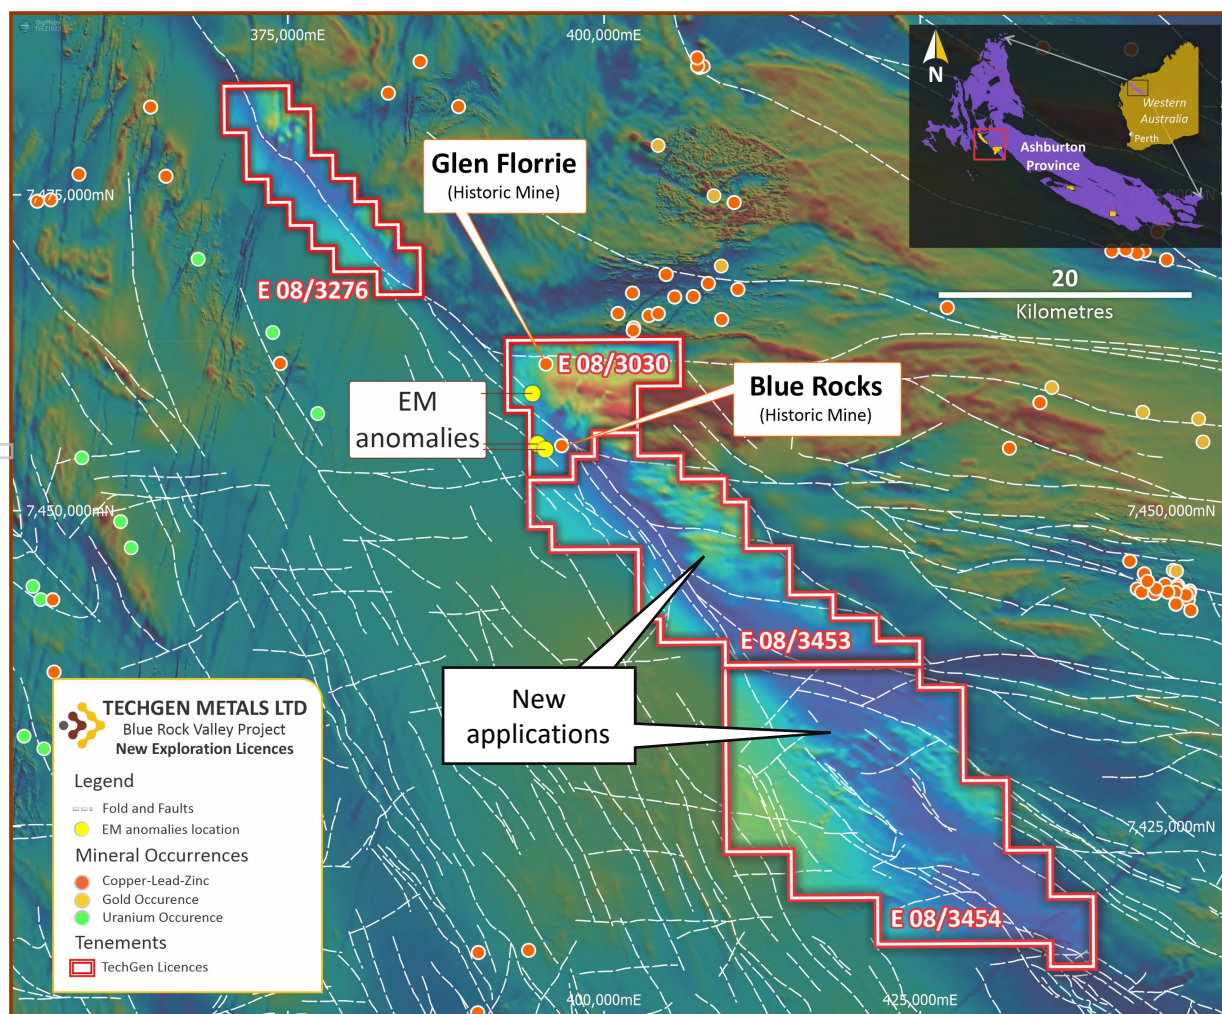 DigiMaps
TEC21023
375,000mE
400,000mE
N
Western
Australia
Perth
Ashburton
Province
Glen Florrie
(Historic Mine)
7,475,000mN
E 08/3276
20
Kilometres
E 08/3030
Blue Rocks
(Historic Mine)
EM
anomalies
7,450,000mN
7,450,000mN
E 08/3453
New
applications
TECHGEN METALS LTD
Blue Rock Valley Project
New Exploration Licences
Legend
Fold and Faults
EM anomalies location
Mineral Occurrences
Copper-Lead-Zinc
Gold Occurence
Uranium Occurence
Tenements
TechGen Licences
7,425,000mN
E 08/3454
400,000mE
425,000mE